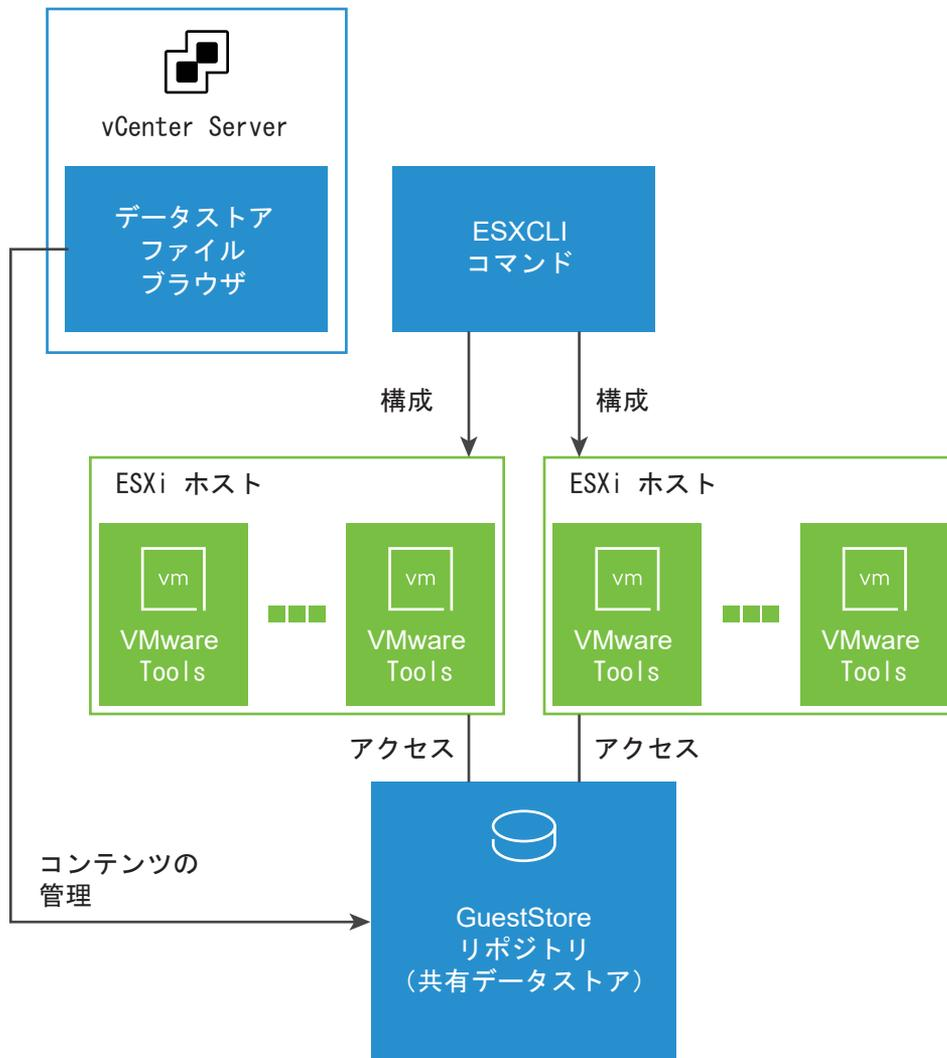 vCenter Server
データストア
ファイル
ブラウザ
ESXCLI
コマンド
構成
構成
ESXi ホスト
vm
VMware
Tools
vm
VMware
Tools
ESXi ホスト
vm
VMware
Tools
vm
VMware
Tools
アクセス
アクセス
コンテンツの
管理
GuestStore
リポジトリ
（共有データストア）